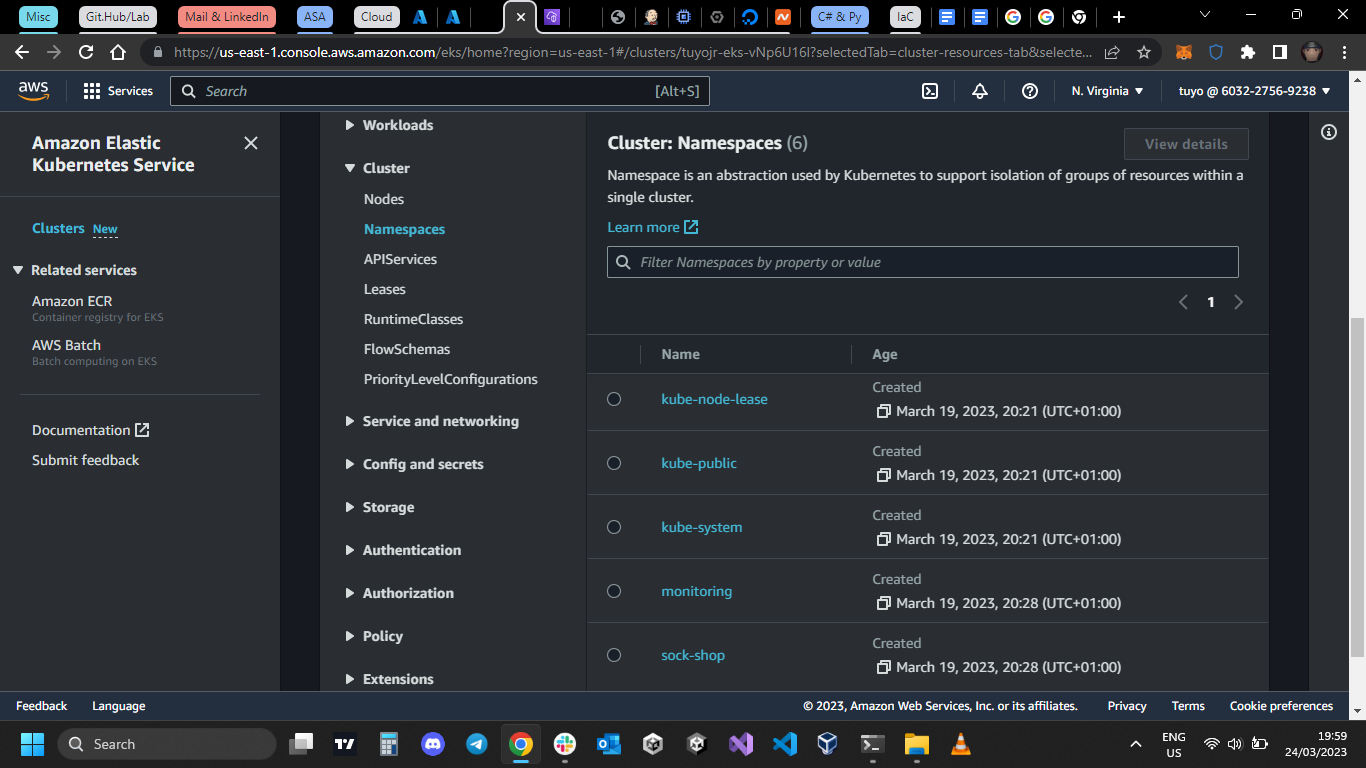 Misc
Git.Hub/Lab
Mail & LinkedIn
ASA
Cloud
C# & Py
IaC
https://us-east-1.console.aws.amazon.com/eks/home?region=us-east-1#/clusters/tuyojr-eks-vNp6U16l?selectedTab=cluster-resources-tab&selecte...
aws
Services
Search
[Alt+S]
N. Virginia
tuyo @ 6032-2756-9238
Amazon Elastic
Kubernetes Service
Clusters New
Related services
Amazon ECR
Container registry for EKS
AWS Batch
Batch computing on EKS
Documentation
Submit feedback
Workloads
Cluster
Nodes
Namespaces
APIServices
Leases
RuntimeClasses
FlowSchemas
PriorityLevelConfigurations
Service and networking
Config and secrets
Storage
Authentication
Authorization
Policy
Extensions
Cluster: Namespaces (6)
View details
Namespace is an abstraction used by Kubernetes to support isolation of groups of resources within a
single cluster.
Learn more
Filter Namespaces by property or value
1
Name
Age
kube-node-lease
Created
March 19, 2023, 20:21 (UTC+01:00)
kube-public
Created
March 19, 2023, 20:21 (UTC+01:00)
kube-system
Created
March 19, 2023, 20:21 (UTC+01:00)
monitoring
Created
March 19, 2023, 20:28 (UTC+01:00)
sock-shop
Created
March 19, 2023, 20:28 (UTC+01:00)
Feedback
Language
© 2023, Amazon Web Services, Inc. or its affiliates.
Privacy
Terms
Cookie preferences
Search
ENG
US
19:59
24/03/2023